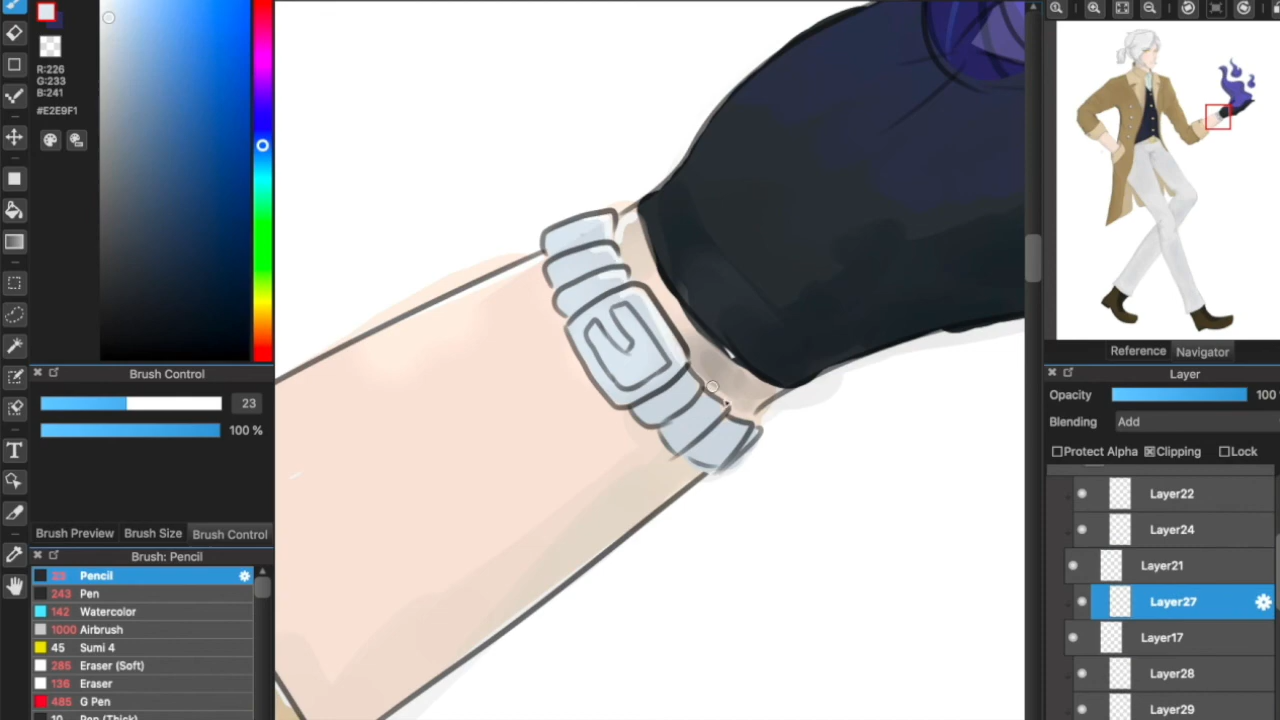 R:226
G:233
B:241
#E2E9F1
Brush Control
23
100 %
Brush Preview
Brush Size
Brush Control
Brush: Pencil
23 Pencil
243 Pen
142 Watercolor
1000 Airbrush
45 Sumi 4
285 Eraser (Soft)
136 Eraser
485 G Pen
10 Pen (Thick)
T
Reference
Navigator
Layer
Opacity 100
Blending Add
Protect Alpha Clipping Lock
Layer22
Layer24
Layer21
Layer27
Layer17
Layer28
Layer29